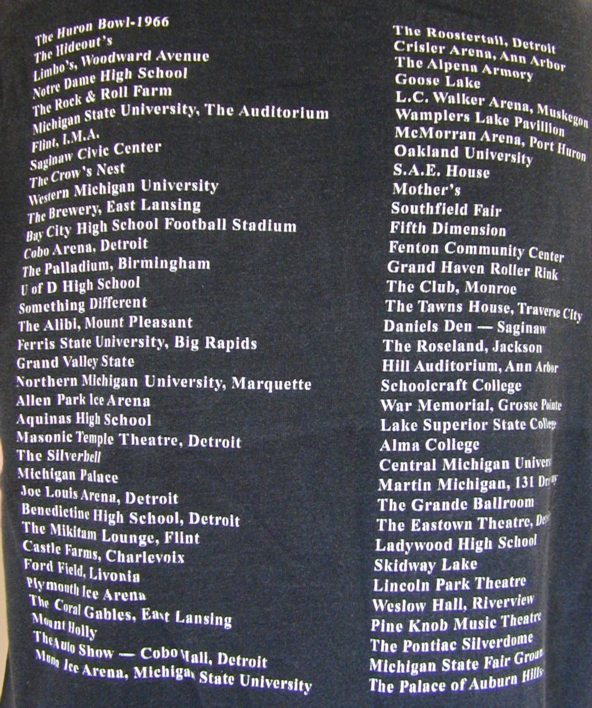 The Huron Bowl-1966
The Hideout's
Limbo's, Woodward Avenue
Notre Dame High School
The Rock & Roll Farm
Michigan State University, The Auditorium
Flint, I.M.A.
Saginaw Civic Center
The Crow's Nest
Western Michigan University
The Brewery, East Lansing
Bay City High School Football Stadium
Cobo Arena, Detroit
The Palladium, Birmingham
U of D High School
Something Different
The Alibi, Mount Pleasant
Ferris State University, Big Rapids
Grand Valley State
Northern Michigan University, Marquette
Allen Park Ice Arena
Aquinas High School
Masonic Temple Theatre, Detroit
The Silverbell
Michigan Palace
Joe Louis Arena, Detroit
Benedictine High School, Detroit
The Mikitam Lounge, Flint
Castle Farms, Charlevoix
Ford Field, Livonia
Plymouth Ice Arena
The Coral Gables, East Lansing
Mount Holly
TheAuto Show — Cobo Hall, Detroit
Munn Ice Arena, Michigan State University
The Roostertail, Detroit
Crisler Arena, Ann Arbor
The Alpena Armory
Goose Lake
L.C. Walker Arena, Muskegon
Wamplers Lake Pavillion
McMorran Arena, Port Huron
Oakland University
S.A.E. House
Mother's
Southfield Fair
Fifth Dimension
Fenton Community Center
Grand Haven Roller Rink
The Club, Monroe
The Tawns House, Traverse City
Daniels Den — Saginaw
The Roseland, Jackson
Hill Auditorium, Ann Arbor
Schoolcraft College
War Memorial, Grosse Pointe
Lake Superior State College
Alma College
Central Michigan Univers
Martin Michigan, 131
The Grande Ballroom
The Eastown Theatre,
Ladywood High School
Skidway Lake
Lincoln Park Theatre
Weslow Hall, Riverview
Pine Knob Music Theatre
The Pontiac Silverdome
Michigan State Fair Groun
The Palace of Auburn Hills